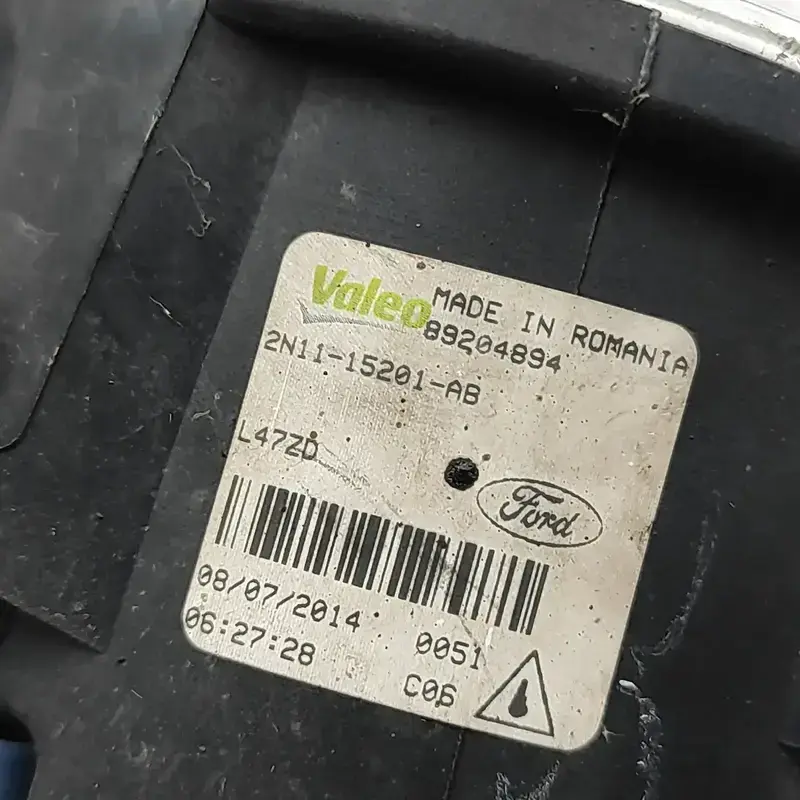 Valeo MADE IN ROMANIA
89204894
2N11-15201-AB
L47ZD
Ford
08/07/2014 0051
06:27:28 C06